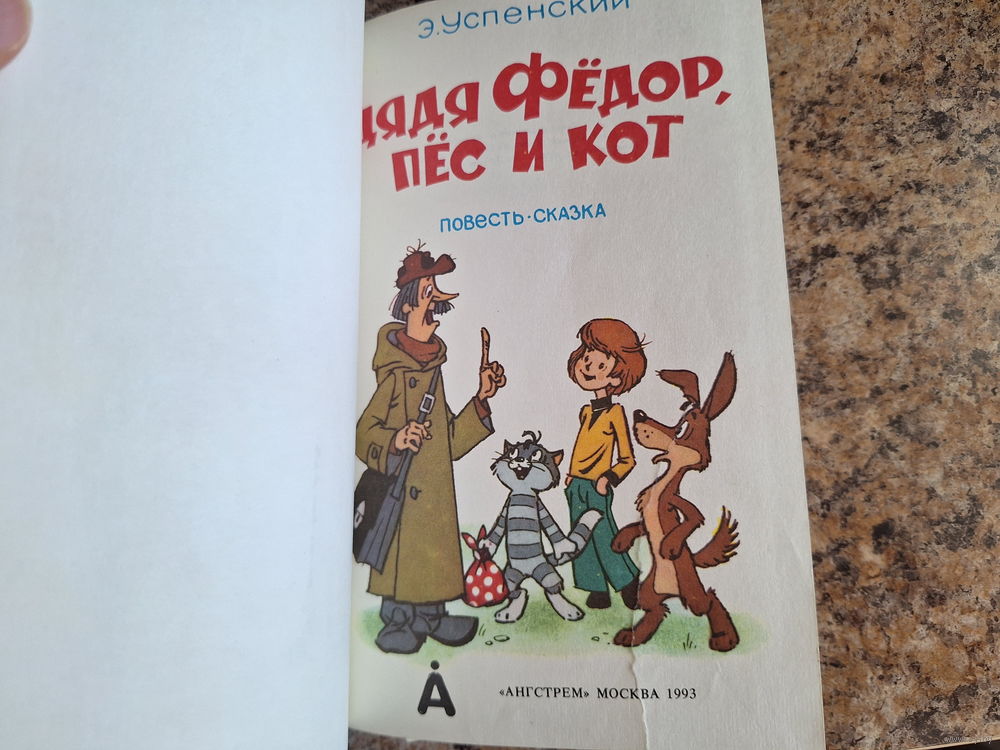 Э.Успенский
ДЯДЯ ФЁДОР,
ПЁС И КОТ
повесть·сказка
Å
«АНГСТРЕМ» МОСКВА 1993